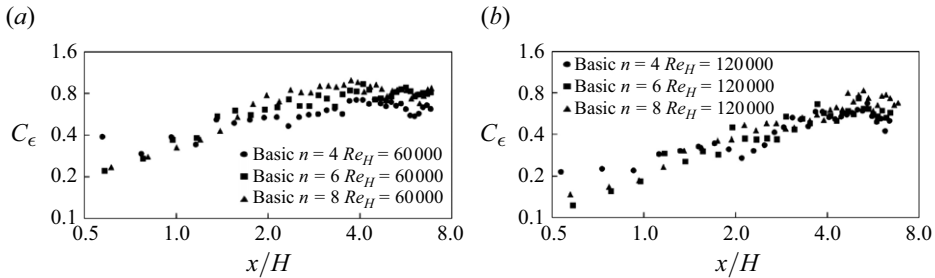 (a)
1.6
0.8
0.4
0.2
0.1
Cϵ
Basic n = 4 Re_H = 60 000
Basic n = 6 Re_H = 60 000
Basic n = 8 Re_H = 60 000
0.5 1.0 2.0 4.0 8.0
x/H
(b)
1.6
0.8
0.4
0.2
0.1
Cϵ
Basic n = 4 Re_H = 120 000
Basic n = 6 Re_H = 120 000
Basic n = 8 Re_H = 120 000
0.5 1.0 2.0 4.0 8.0
x/H